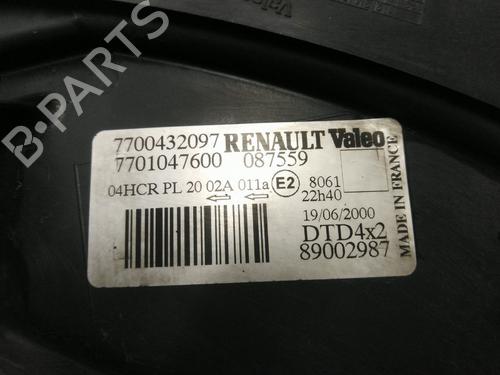 7700432097 RENAULT Valeo
7701047600 087559
04HCR PL 20 02A 011a E2 8061
22h40
19/06/2000
DTD4x2
89002987
MADE IN FRANCE
B-PARTS